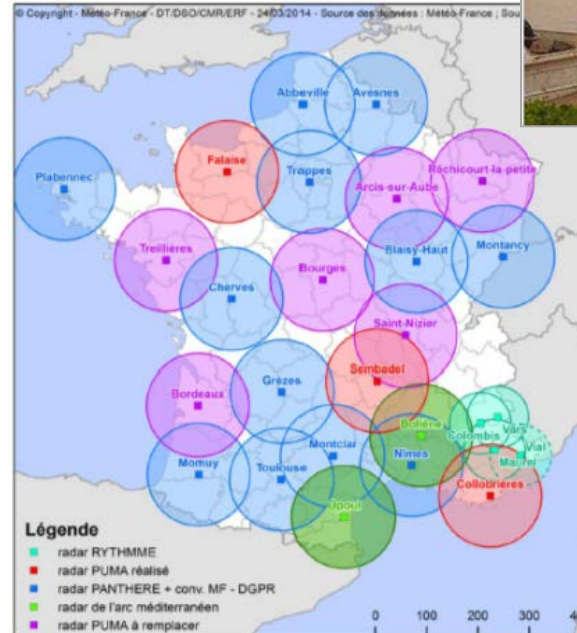 © Copyright - Météo-France - DT/DSO/CMR/ERF - 24/03/2014 - Source des données : Météo-France ; Sou
Abbeville
Avesnes
Falaise
Trappes
Plabennec
Arcis-sur-Aube
Réchicourt-la-petite
Treillières
Blaisy-Haut
Montancy
Bourges
Cherves
Saint-Nizier
Sembadel
Grèzes
Bordeaux
Bollène
Vars
Colombis
Vial
Maurel
Montclar
Momuy
Toulouse
Nîmes
Collobrières
Opoul
Légende
radar RYTHMME
radar PUMA réalisé
radar PANTHERE + conv. MF - DGPR
radar de l'arc méditerranéen
radar PUMA à remplacer
0 100 200 300